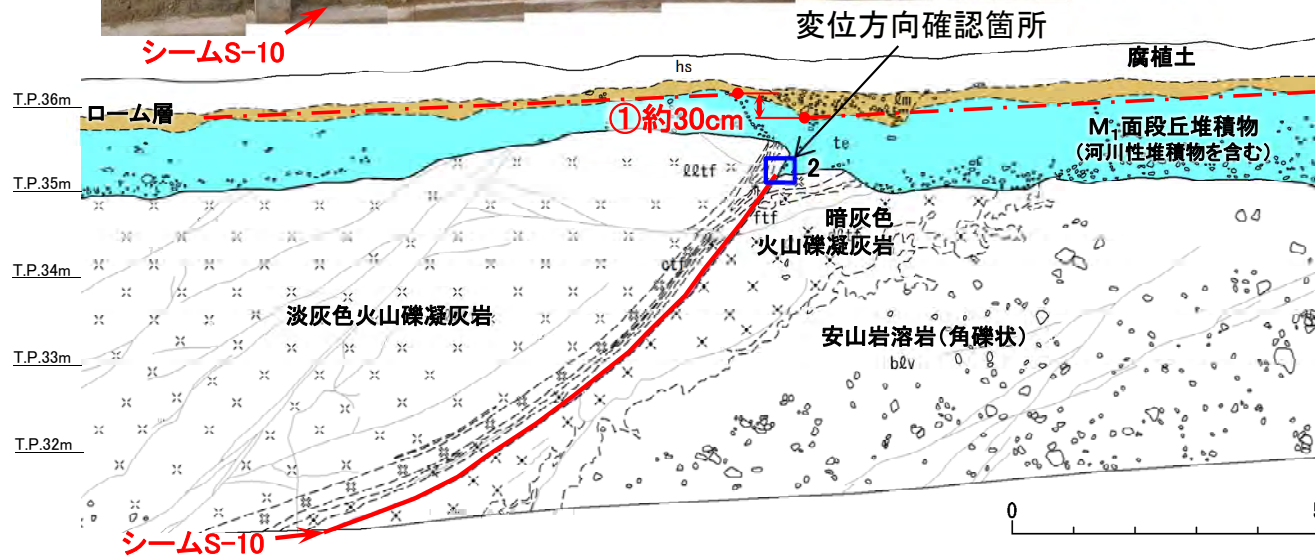 シームS-10
変位方向確認箇所
腐植土
hs
T.P.36m
ローム層
lm
①約30cm
M₁面段丘堆積物
(河川性堆積物を含む)
te
T.P.35m
ℓℓtf
2
ftf
暗灰色
火山礫凝灰岩
T.P.34m
ctf
淡灰色火山礫凝灰岩
安山岩溶岩(角礫状)
bℓv
T.P.33m
T.P.32m
シームS-10
0